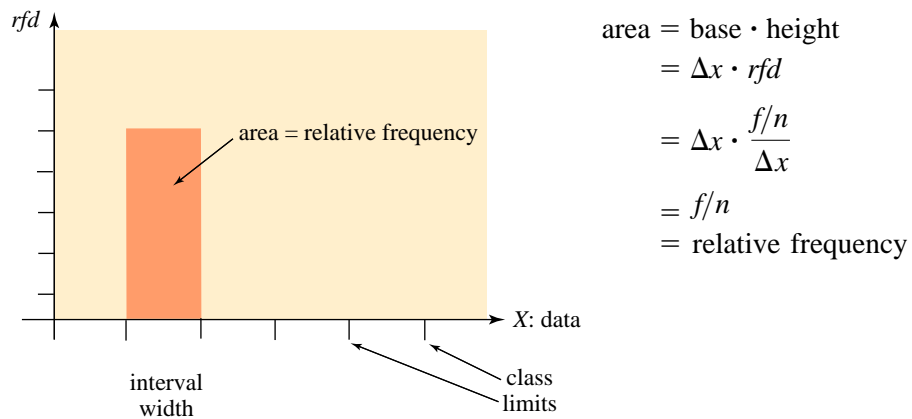 rfd
area = relative frequency
X: data
interval
width
class
limits
area = base · height
= Δx · rfd
= Δx · f/n / Δx
= f/n
= relative frequency